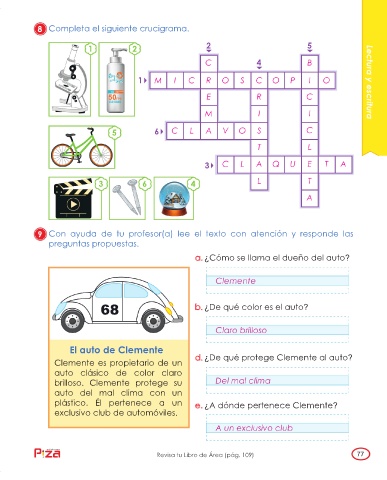 8 Completa el siguiente crucigrama.
1 2
2 5
C 4 B
1 M I C R O S C O P I O
E R C
M I I
5
6 C L A V O S C
T L
3 C L A Q U E T A
3 6 4
L T
A
Lectura y escritura
9 Con ayuda de tu profesor(a) lee el texto con atención y responde las
preguntas propuestas.
a. ¿Cómo se llama el dueño del auto?
Clemente
68
b. ¿De qué color es el auto?
Claro brilloso
El auto de Clemente
Clemente es propietario de un
auto clásico de color claro
brilloso. Clemente protege su
auto del mal clima con un
plástico. Él pertenece a un
exclusivo club de automóviles.
d. ¿De qué protege Clemente al auto?
Del mal clima
e. ¿A dónde pertenece Clemente?
A un exclusivo club
Revisa tu Libro de Área (pág. 109)
77